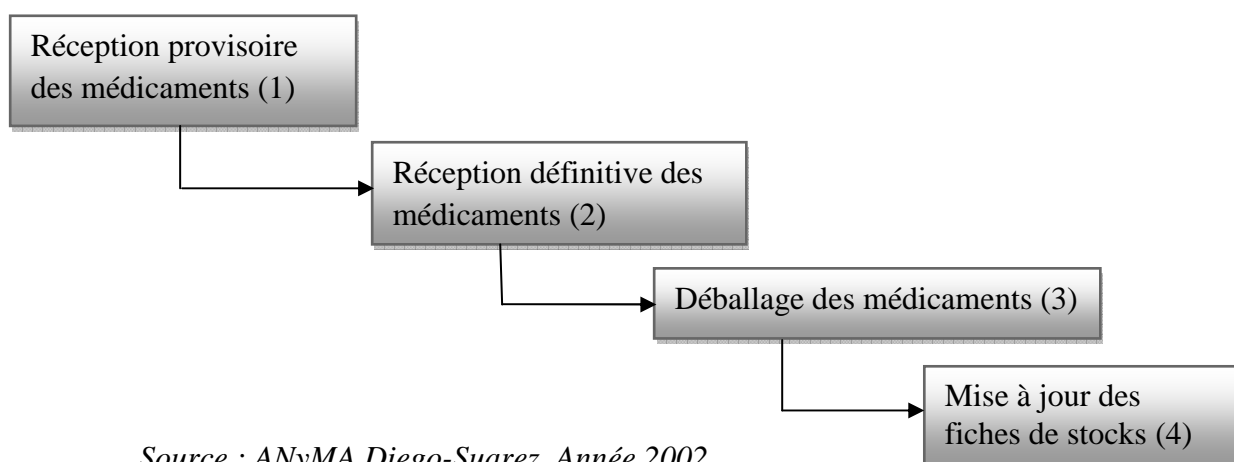 Réception provisoire
des médicaments (1)
Réception définitive des
médicaments (2)
Déballage des médicaments (3)
Mise à jour des
fiches de stocks (4)
Source : ANyMA Diego-Suarez, Année 2002